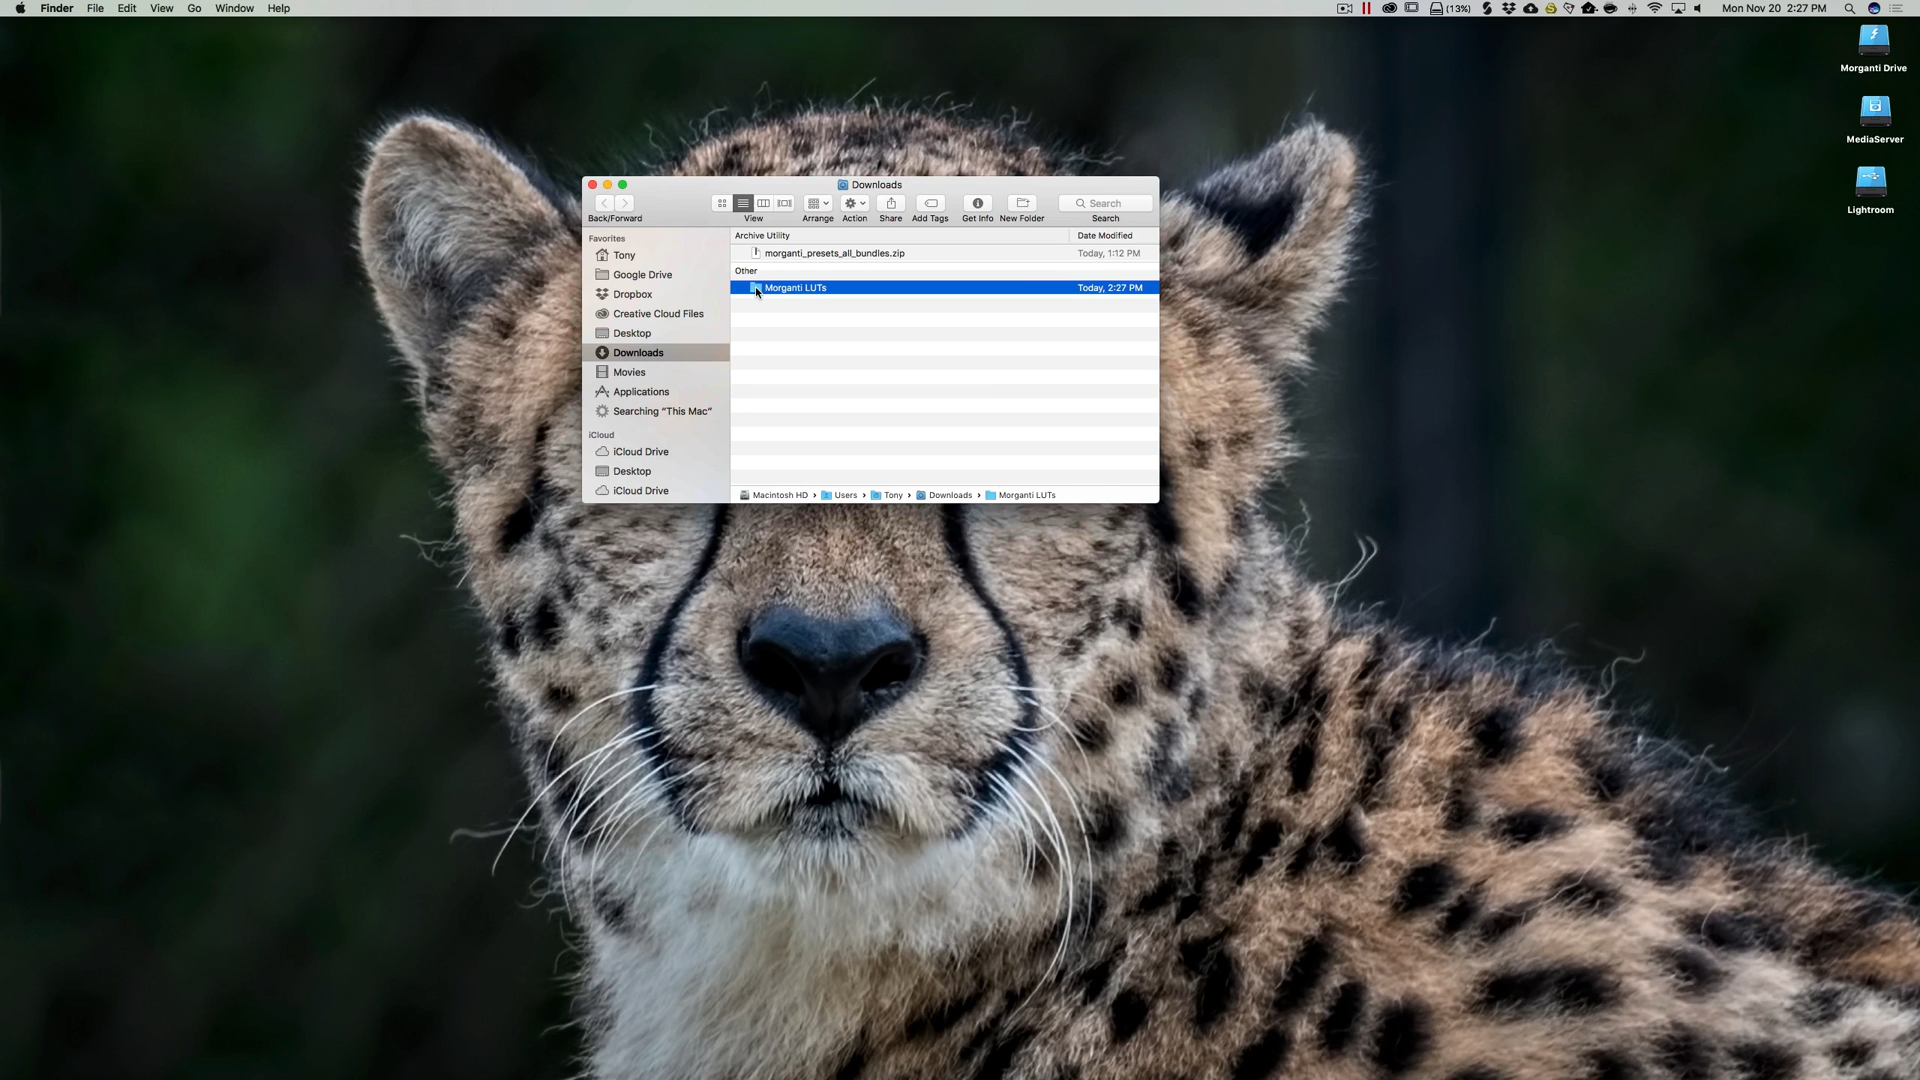 Finder File Edit View Go Window Help (13%) Mon Nov 20 2:27 PM
Morganti Drive
MediaServer
Lightroom
Downloads
Search
Back/Forward View Arrange Action Share Add Tags Get Info New Folder Search
Favorites
Tony
Google Drive
Dropbox
Creative Cloud Files
Desktop
Downloads
Movies
Applications
Searching “This Mac”
iCloud
iCloud Drive
Desktop
iCloud Drive
Archive Utility Date Modified
morganti_presets_all_bundles.zip Today, 1:12 PM
Other
Morganti LUTs Today, 2:27 PM
Macintosh HD › Users › Tony › Downloads › Morganti LUTs